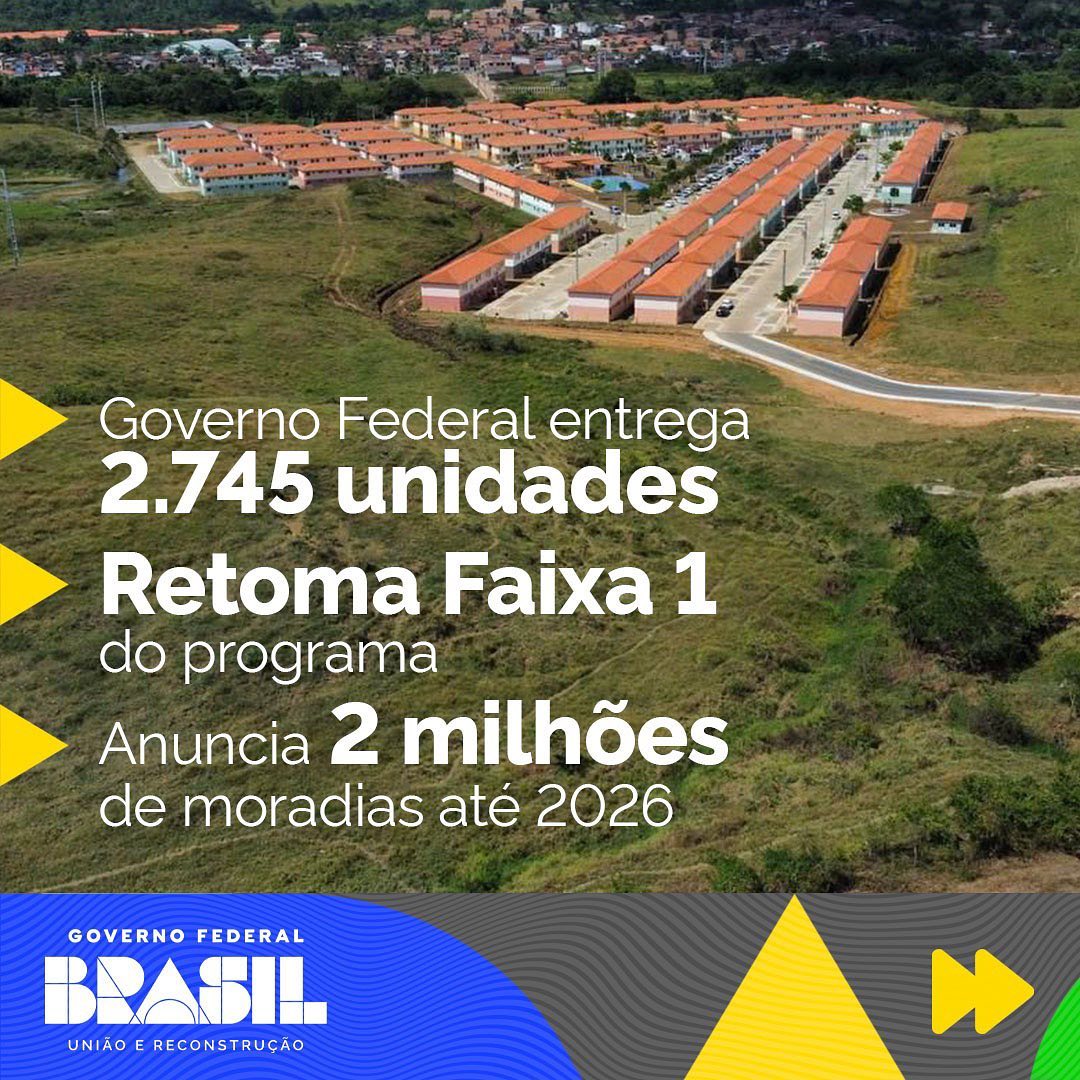 Governo Federal entrega
2.745 unidades
Retoma Faixa 1
do programa
Anuncia 2 milhões
de moradias até 2026
GOVERNO FEDERAL
BRASIL
UNIÃO E RECONSTRUÇÃO